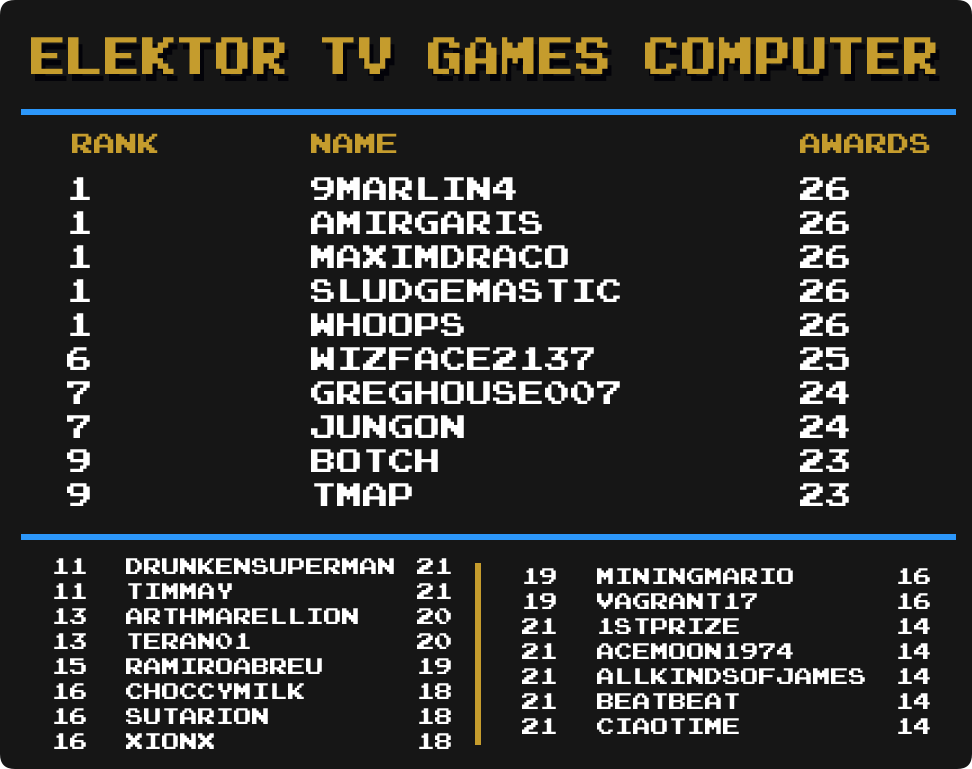 ELEKTOR TV GAMES COMPUTER
RANK NAME AWARDS
1 9MARLIN4 26
1 AMIRGARIS 26
1 MAXIMDRACO 26
1 SLUDGEMASTIC 26
1 WHOOPS 26
6 WIZFACE2137 25
7 GREGHOUSE007 24
7 JUNGON 24
9 BOTCH 23
9 TMAP 23
11 DRUNKENSUPERMAN 21
11 TIMMAY 21
13 ARTHMARELLION 20
13 TERAN01 20
15 RAMIROABREU 19
16 CHOCCYMILK 18
16 SUTARION 18
16 XIONX 18
19 MININGMARIO 16
19 VAGRANT17 16
21 1STPRIZE 14
21 ACEMOON1974 14
21 ALLKINDSOFJAMES 14
21 BEATBEAT 14
21 CIAOTIME 14